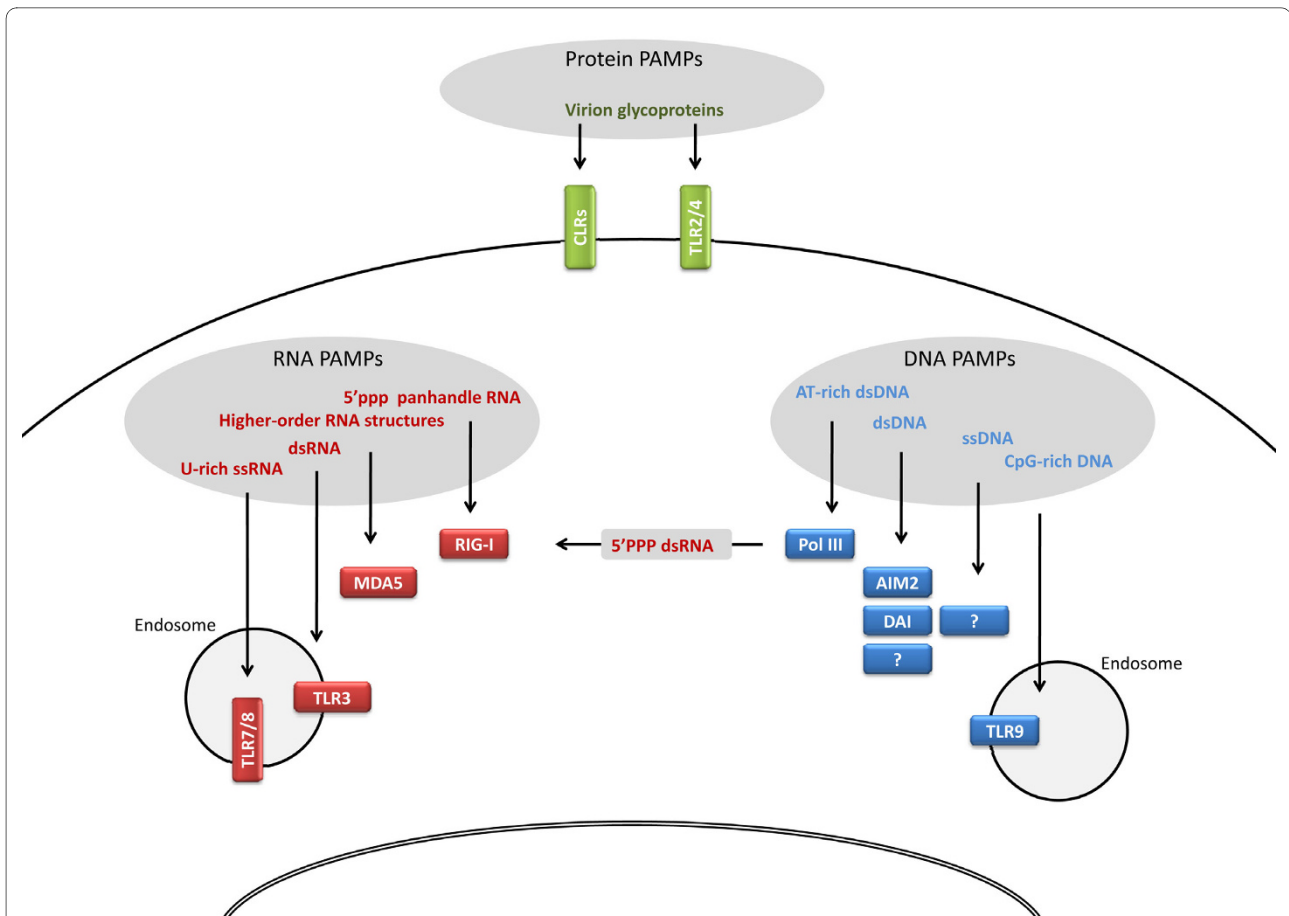 Protein PAMPs
Virion glycoproteins
CLRs
TLR2/4
RNA PAMPs
5’ppp panhandle RNA
Higher-order RNA structures
dsRNA
U-rich ssRNA
DNA PAMPs
AT-rich dsDNA
dsDNA
ssDNA
CpG-rich DNA
RIG-I
5’PPP dsRNA
Pol III
MDA5
AIM2
DAI
?
?
Endosome
TLR3
TLR7/8
Endosome
TLR9